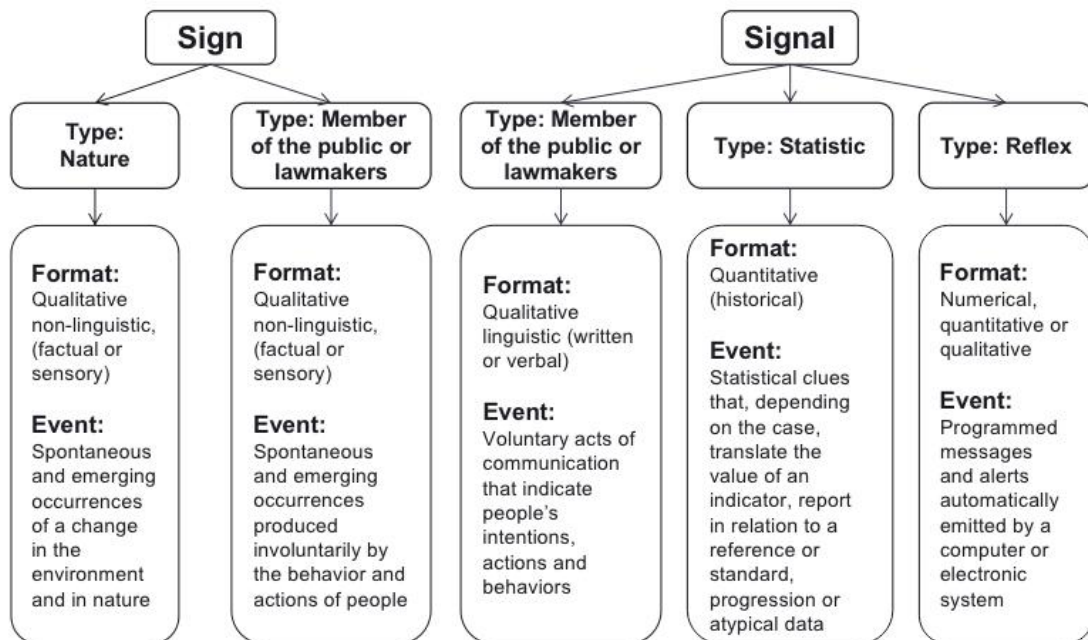 Sign
Signal
Type:
Nature
Type: Member
of the public or
lawmakers
Type: Member
of the public or
lawmakers
Type: Statistic
Type: Reflex
Format:
Qualitative
non-linguistic,
(factual or
sensory)
Event:
Spontaneous
and emerging
occurrences
of a change
in the
environment
and in nature
Format:
Qualitative
non-linguistic,
(factual or
sensory)
Event:
Spontaneous
and emerging
occurrences
produced
involuntarily by
the behavior and
actions of people
Format:
Qualitative
linguistic (written
or verbal)
Event:
Voluntary acts of
communication
that indicate
people's
intentions,
actions and
behaviors
Format:
Quantitative
(historical)
Event:
Statistical clues
that, depending
on the case,
translate the
value of an
indicator, report
in relation to a
reference or
standard,
progression or
atypical data
Format:
Numerical,
quantitative or
qualitative
Event:
Programmed
messages
and alerts
automatically
emitted by a
computer or
electronic
system